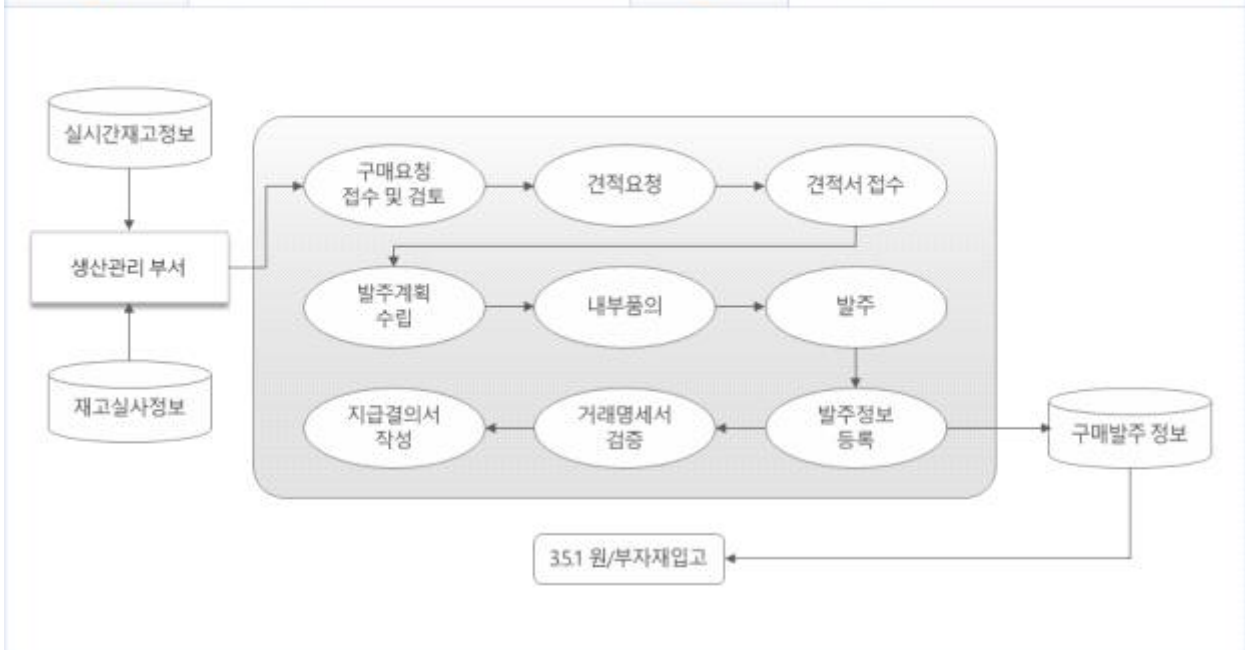 실시간재고정보
구매요청
접수 및 검토
견적요청
견적서 접수
생산관리 부서
발주계획
수립
내부품의
발주
재고실사정보
지급결의서
작성
거래명세서
검증
발주정보
등록
구매발주 정보
3.5.1 원/부자재입고